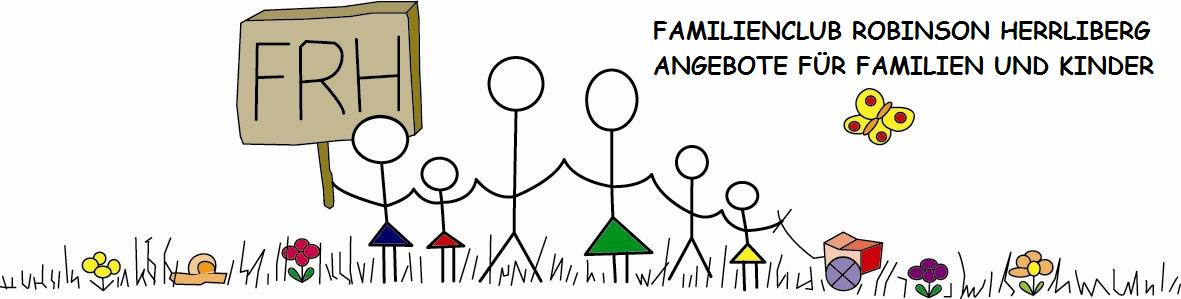 FRH
FAMILIENCLUB ROBINSON HERRLIBERG
ANGEBOTE FÜR FAMILIEN UND KINDER